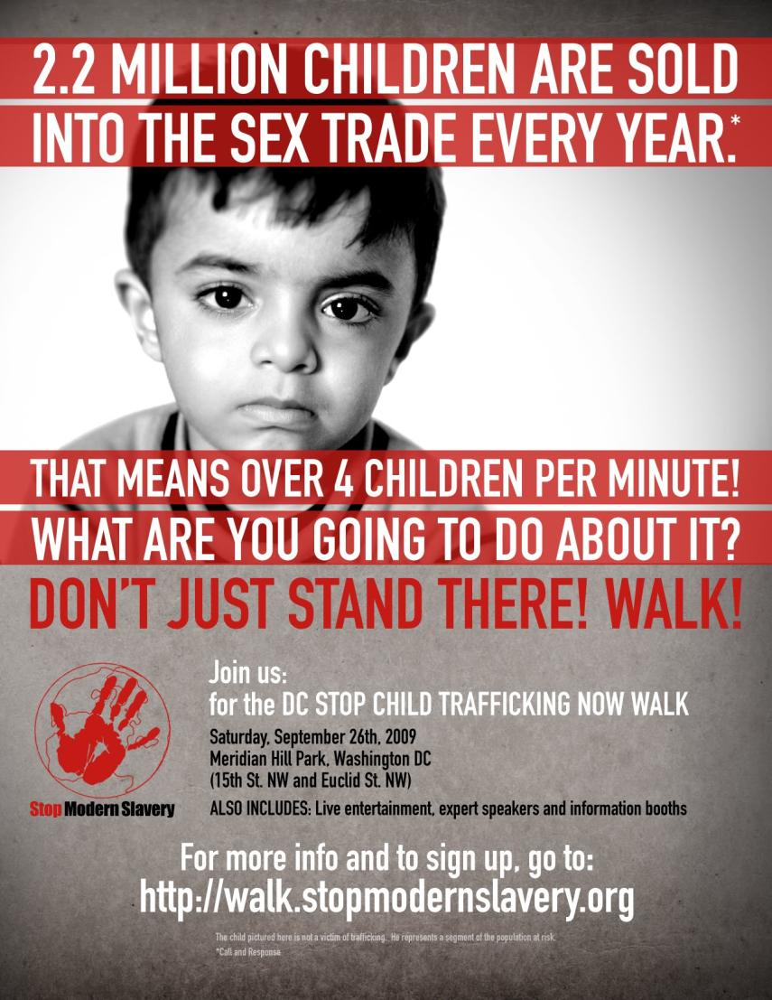 2.2 MILLION CHILDREN ARE SOLD
INTO THE SEX TRADE EVERY YEAR.*
THAT MEANS OVER 4 CHILDREN PER MINUTE!
WHAT ARE YOU GOING TO DO ABOUT IT?
DON'T JUST STAND THERE! WALK!
Join us:
for the DC STOP CHILD TRAFFICKING NOW WALK
Saturday, September 26th, 2009
Meridian Hill Park, Washington DC
(15th St. NW and Euclid St. NW)
Stop Modern Slavery
ALSO INCLUDES: Live entertainment, expert speakers and information booths
For more info and to sign up, go to:
http://walk.stopmodernslavery.org
The child pictured here is not a victim of trafficking. He represents a segment of the population at risk.
*Call and Response